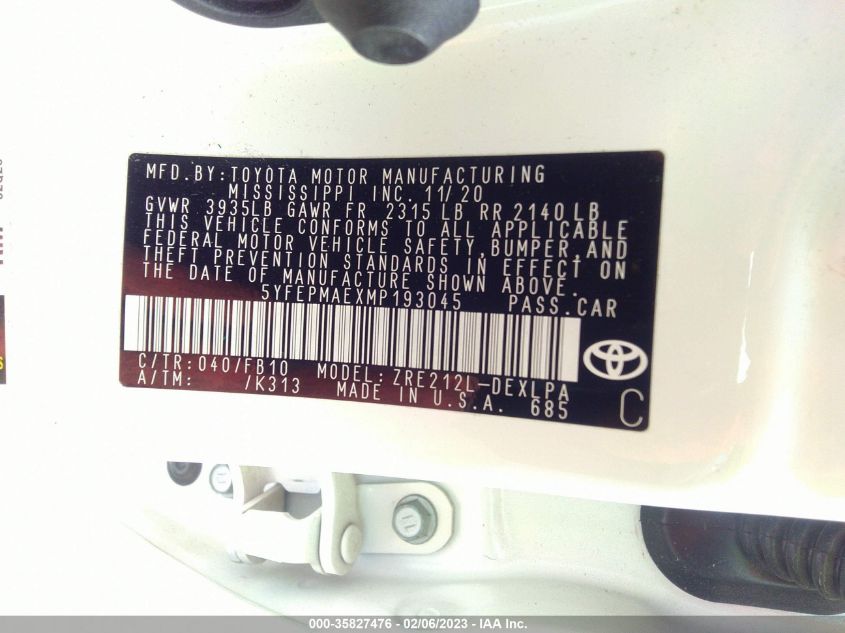 MFD.BY:TOYOTA MOTOR MANUFACTURING
MISSISSIPPI INC. 11/20
GVWR 3935LB GAWR FR 2315 LB RR 2140 LB
THIS VEHICLE CONFORMS TO ALL APPLICABLE
FEDERAL MOTOR VEHICLE SAFETY, BUMPER, AND
THEFT PREVENTION STANDARDS IN EFFECT ON
THE DATE OF MANUFACTURE SHOWN ABOVE.
5YFEPMAEXMP193045 PASS.CAR
C/TR:040/FB10 MODEL: ZRE212L-DEXLPA
A/TM: /K313 MADE IN U.S.A. 685
C
000-35827476 - 02/06/2023 - IAA Inc.